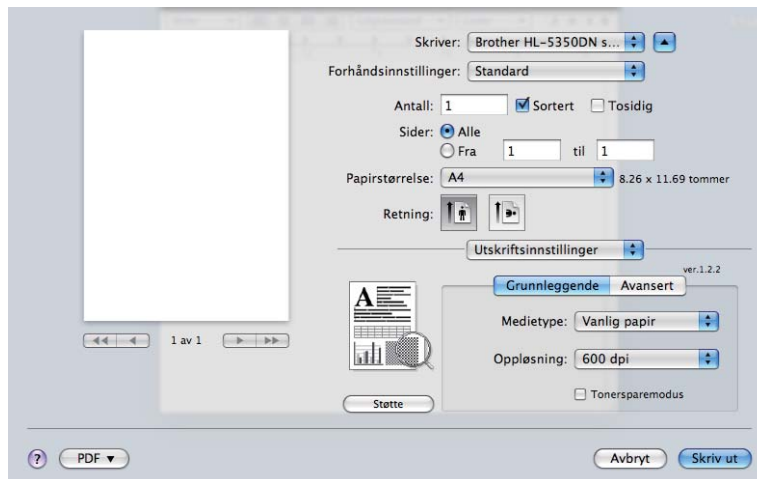 Skriver: Brother HL-5350DN s...
Forhåndsinnstillinger: Standard
Antall: 1 Sortert Tosidig
Sider: Alle
Fra 1 til 1
Papirstørrelse: A4 8.26 x 11.69 tommer
Retning:
Utskriftsinnstillinger
ver.1.2.2
Grunnleggende Avansert
Medietype: Vanlig papir
1 av 1
Oppløsning: 600 dpi
Tonersparemodus
Støtte
? PDF Avbryt Skriv ut